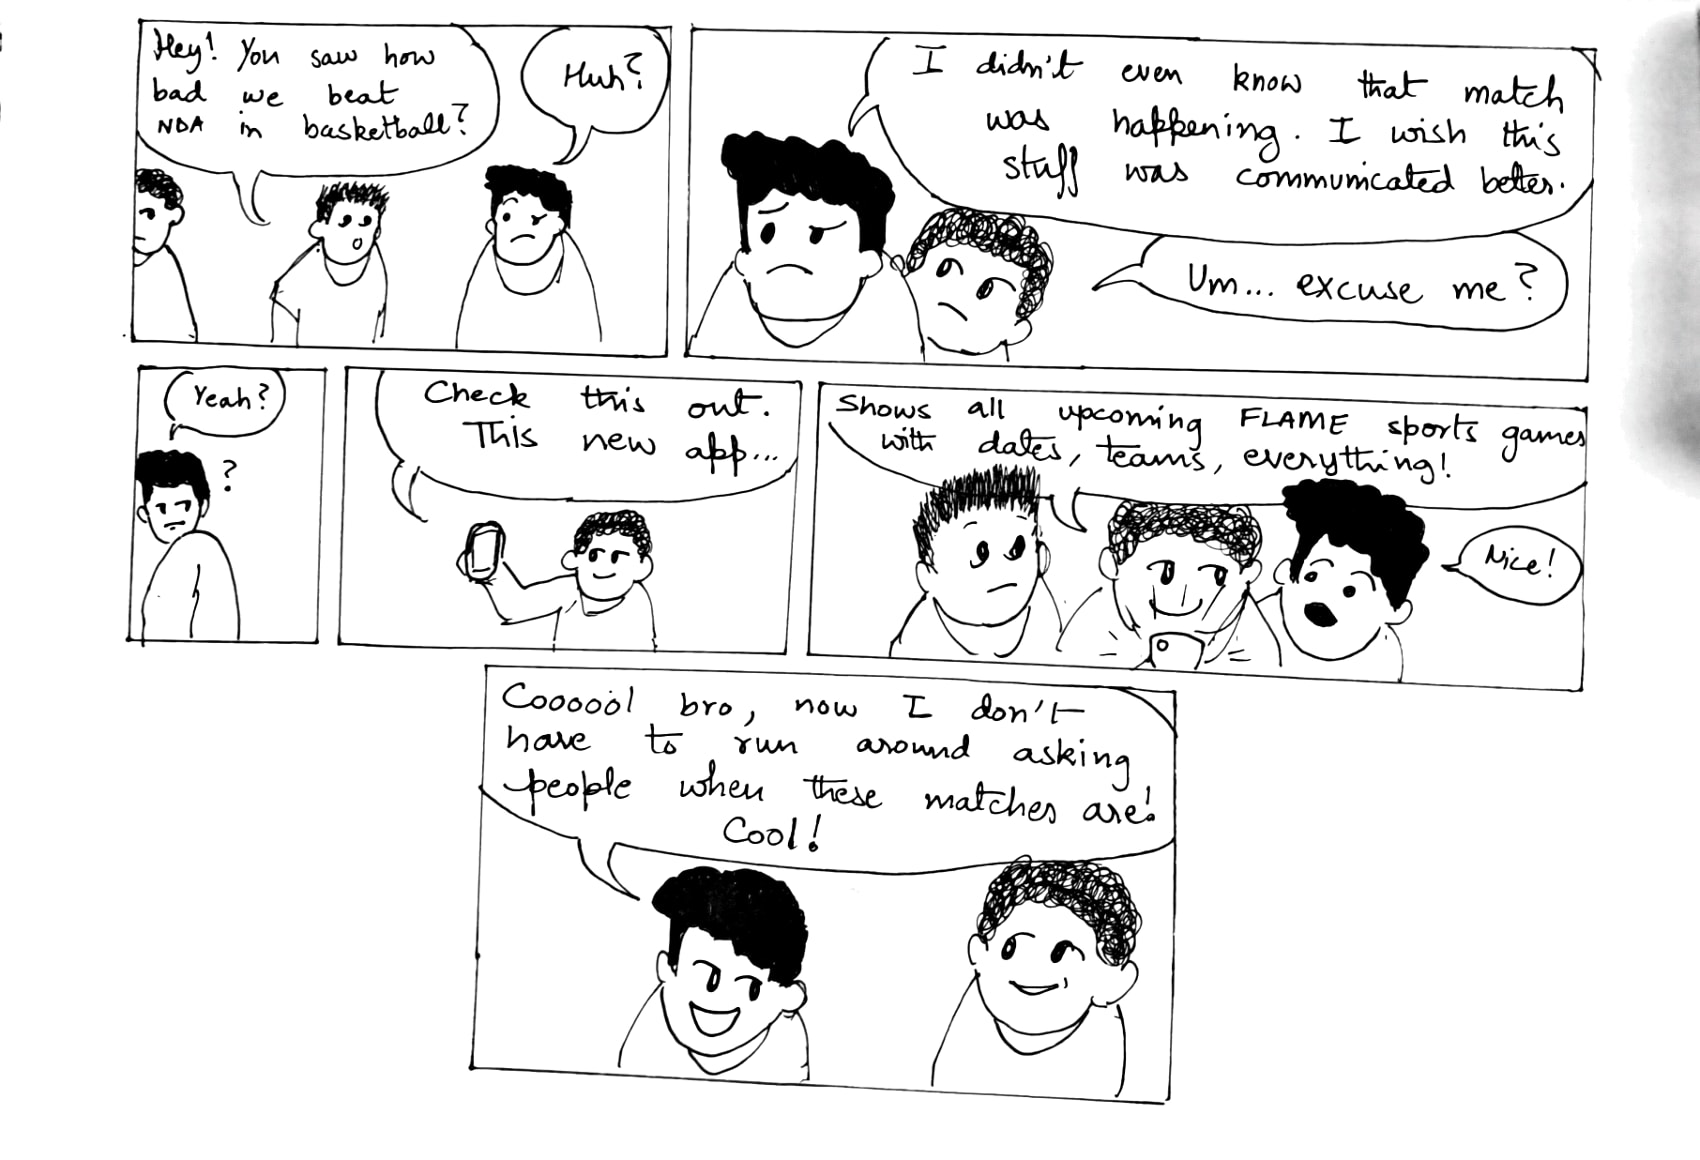 Hey! You saw how
bad we beat
NDA in basketball?
Huh?
I didn't even know that match
was happening. I wish this
stuff was communicated better.
Um... excuse me?
Yeah?
?
Check this out.
This new app...
Shows all upcoming FLAME sports games
with dates, teams, everything!
Nice!
Coooool bro, now I don't
have to run around asking
people when these matches are!
Cool!